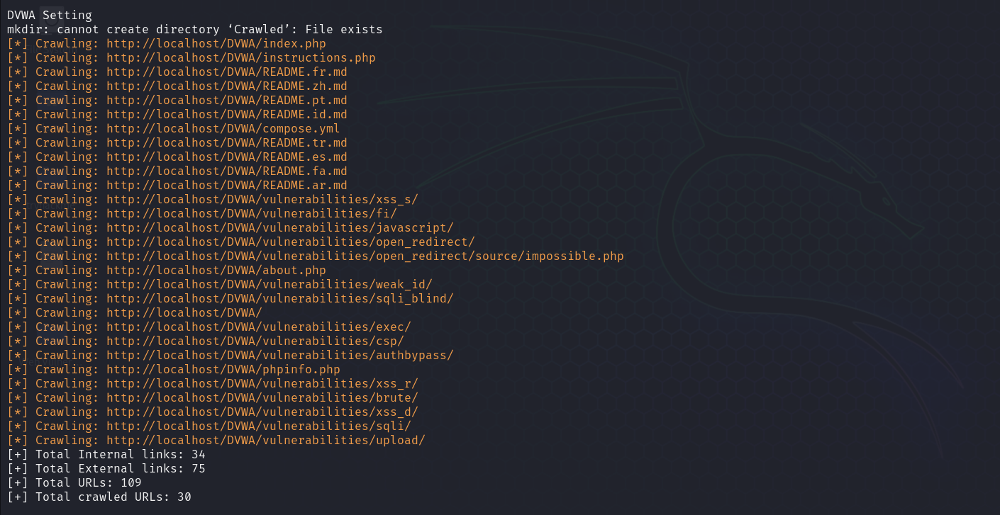 DVWA Setting
mkdir: cannot create directory ‘Crawled’: File exists
[*] Crawling: http://localhost/DVWA/index.php
[*] Crawling: http://localhost/DVWA/instructions.php
[*] Crawling: http://localhost/DVWA/README.fr.md
[*] Crawling: http://localhost/DVWA/README.zh.md
[*] Crawling: http://localhost/DVWA/README.pt.md
[*] Crawling: http://localhost/DVWA/README.id.md
[*] Crawling: http://localhost/DVWA/compose.yml
[*] Crawling: http://localhost/DVWA/README.tr.md
[*] Crawling: http://localhost/DVWA/README.es.md
[*] Crawling: http://localhost/DVWA/README.fa.md
[*] Crawling: http://localhost/DVWA/README.ar.md
[*] Crawling: http://localhost/DVWA/vulnerabilities/xss_s/
[*] Crawling: http://localhost/DVWA/vulnerabilities/fi/
[*] Crawling: http://localhost/DVWA/vulnerabilities/javascript/
[*] Crawling: http://localhost/DVWA/vulnerabilities/open_redirect/
[*] Crawling: http://localhost/DVWA/vulnerabilities/open_redirect/source/impossible.php
[*] Crawling: http://localhost/DVWA/about.php
[*] Crawling: http://localhost/DVWA/vulnerabilities/weak_id/
[*] Crawling: http://localhost/DVWA/vulnerabilities/sqli_blind/
[*] Crawling: http://localhost/DVWA/
[*] Crawling: http://localhost/DVWA/vulnerabilities/exec/
[*] Crawling: http://localhost/DVWA/vulnerabilities/csp/
[*] Crawling: http://localhost/DVWA/vulnerabilities/authbypass/
[*] Crawling: http://localhost/DVWA/phpinfo.php
[*] Crawling: http://localhost/DVWA/vulnerabilities/xss_r/
[*] Crawling: http://localhost/DVWA/vulnerabilities/brute/
[*] Crawling: http://localhost/DVWA/vulnerabilities/xss_d/
[*] Crawling: http://localhost/DVWA/vulnerabilities/sqli/
[*] Crawling: http://localhost/DVWA/vulnerabilities/upload/
[+] Total Internal links: 34
[+] Total External links: 75
[+] Total URLs: 109
[+] Total crawled URLs: 30